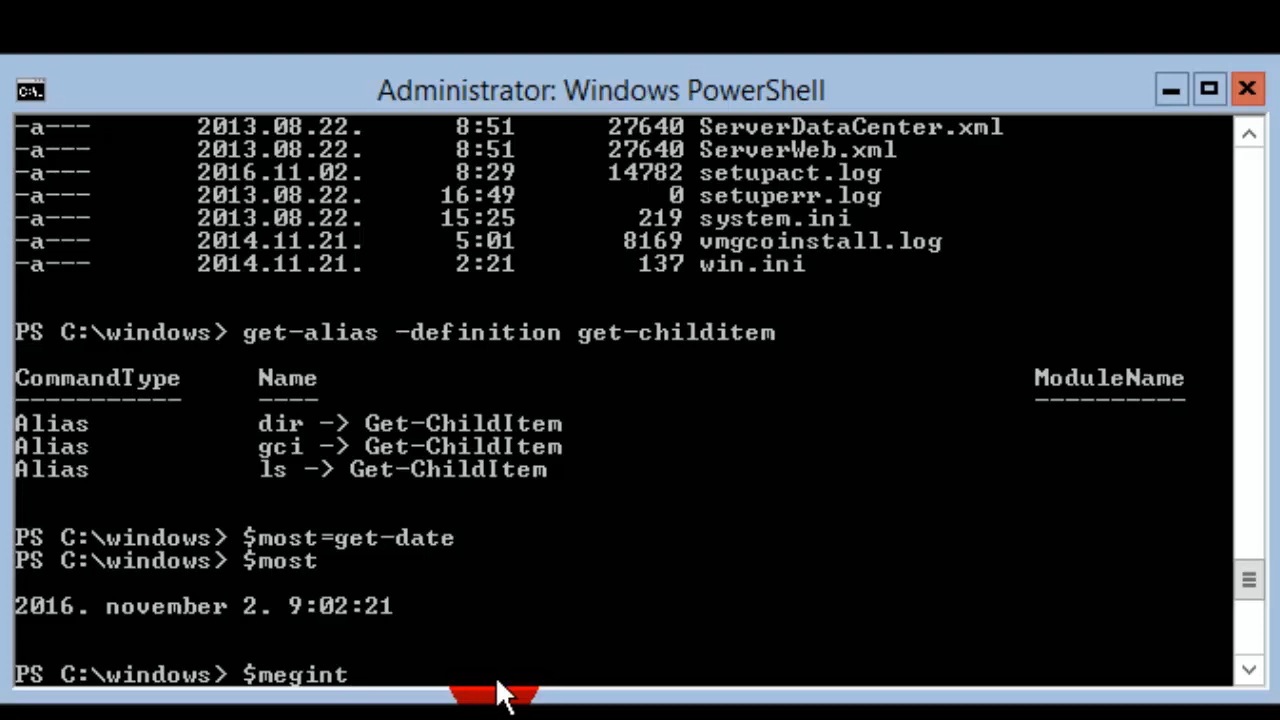 Administrator: Windows PowerShell
-a--- 2013.08.22. 8:51 27640 ServerDataCenter.xml
-a--- 2013.08.22. 8:51 27640 ServerWeb.xml
-a--- 2016.11.02. 8:29 14782 setupact.log
-a--- 2013.08.22. 16:49 0 setuperr.log
-a--- 2013.08.22. 15:25 219 system.ini
-a--- 2014.11.21. 5:01 8169 vmgcoinstall.log
-a--- 2014.11.21. 2:21 137 win.ini
PS C:\windows> get-alias -definition get-childitem
CommandType Name ModuleName
----------- ---- ----------
Alias dir -> Get-ChildItem
Alias gci -> Get-ChildItem
Alias ls -> Get-ChildItem
PS C:\windows> $most=get-date
PS C:\windows> $most
2016. november 2. 9:02:21
PS C:\windows> $megint